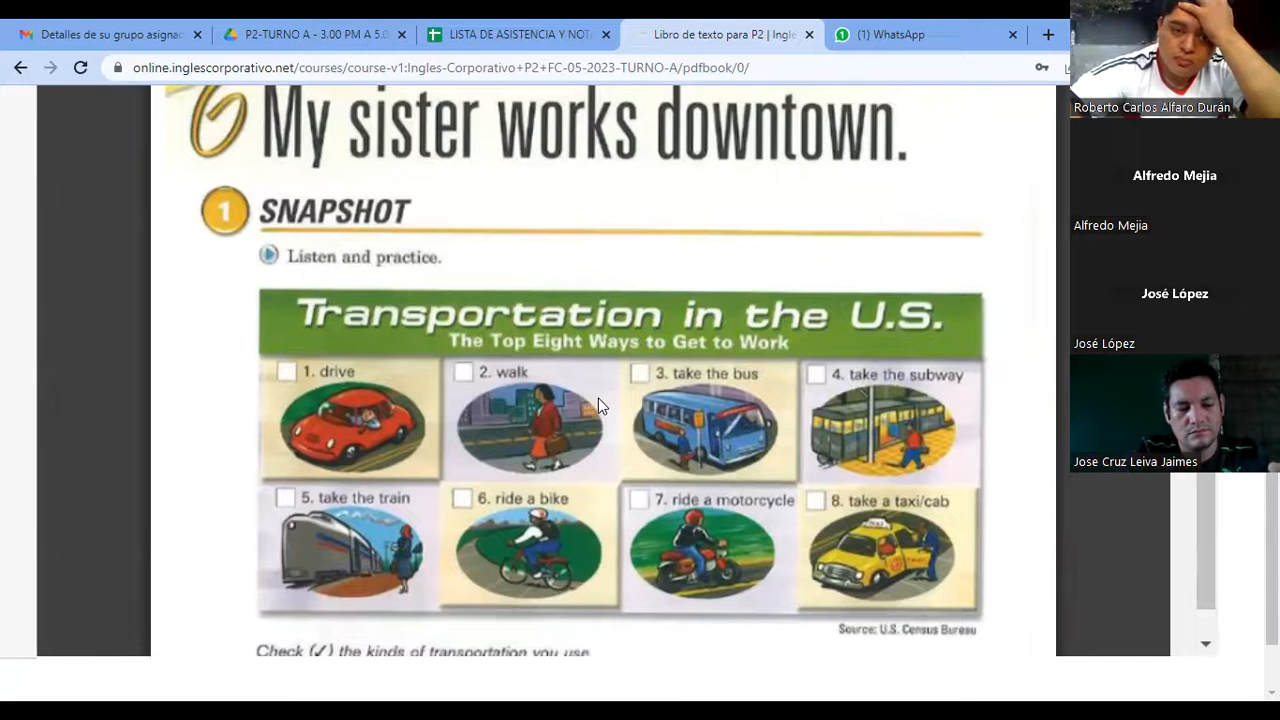 Detalles de su grupo asignac
P2-TURNO A - 3.00 PM A 5.0
LISTA DE ASISTENCIA Y NOT
Libro de texto para P2 | Ingle
(1) WhatsApp
online.inglescorporativo.net/courses/course-v1:Ingles-Corporativo+P2+FC-05-2023-TURNO-A/pdfbook/0/
6 My sister works downtown.
1 SNAPSHOT
Listen and practice.
Transportation in the U.S.
The Top Eight Ways to Get to Work
1. drive
2. walk
3. take the bus
4. take the subway
5. take the train
6. ride a bike
7. ride a motorcycle
8. take a taxi/cab
TAXI
Source: U.S. Census Bureau
Check (✓) the kinds of transportation you use.
Roberto Carlos Alfaro Durán
Alfredo Mejia
Alfredo Mejia
José López
José López
Jose Cruz Leiva Jaimes